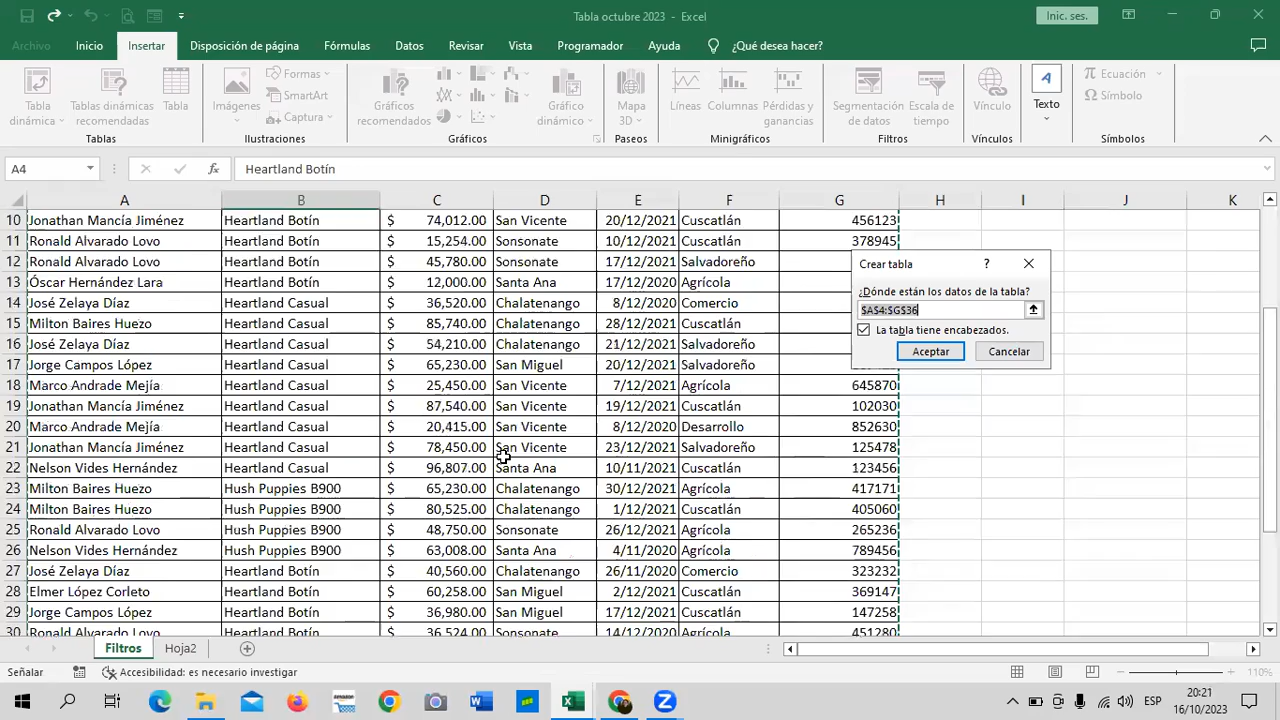 Tabla octubre 2023 - Excel
Inic. ses.
Archivo Inicio Insertar Disposición de página Fórmulas Datos Revisar Vista Programador Ayuda ¿Qué desea hacer?
Tabla dinámica
Tablas dinámicas recomendadas
Tabla
Imágenes
Formas
SmartArt
Captura
Gráficos recomendados
Gráfico dinámico
Mapa 3D
Líneas
Columnas
Pérdidas y ganancias
Segmentación de datos
Escala de tiempo
Vínculo
Texto
Ecuación
Símbolo
Tablas Ilustraciones Gráficos Paseos Minigráficos Filtros Vínculos Símbolos
A4 fx Heartland Botín
A B C D E F G H I J K
10 Jonathan Mancía Jiménez Heartland Botín $ 74,012.00 San Vicente 20/12/2021 Cuscatlán 456123
11 Ronald Alvarado Lovo Heartland Botín $ 15,254.00 Sonsonate 10/12/2021 Cuscatlán 378945
12 Ronald Alvarado Lovo Heartland Botín $ 45,780.00 Sonsonate 17/12/2021 Salvadoreño
13 Óscar Hernández Lara Heartland Botín $ 12,000.00 Santa Ana 17/12/2020 Agrícola
14 José Zelaya Díaz Heartland Casual $ 36,520.00 Chalatenango 8/12/2020 Comercio
15 Milton Baires Huezo Heartland Casual $ 85,740.00 Chalatenango 28/12/2021 Cuscatlán
16 José Zelaya Díaz Heartland Casual $ 54,210.00 Chalatenango 21/12/2021 Salvadoreño
17 Jorge Campos López Heartland Casual $ 65,230.00 San Miguel 20/12/2021 Salvadoreño
18 Marco Andrade Mejía Heartland Casual $ 25,450.00 San Vicente 7/12/2021 Agrícola 645870
19 Jonathan Mancía Jiménez Heartland Casual $ 87,540.00 San Vicente 19/12/2021 Cuscatlán 102030
20 Marco Andrade Mejía Heartland Casual $ 20,415.00 San Vicente 8/12/2020 Desarrollo 852630
21 Jonathan Mancía Jiménez Heartland Casual $ 78,450.00 San Vicente 23/12/2021 Salvadoreño 125478
22 Nelson Vides Hernández Heartland Casual $ 96,807.00 Santa Ana 10/11/2021 Cuscatlán 123456
23 Milton Baires Huezo Hush Puppies B900 $ 65,230.00 Chalatenango 30/12/2021 Agrícola 417171
24 Milton Baires Huezo Hush Puppies B900 $ 80,525.00 Chalatenango 1/12/2021 Cuscatlán 405060
25 Ronald Alvarado Lovo Hush Puppies B900 $ 48,750.00 Sonsonate 26/12/2021 Agrícola 265236
26 Nelson Vides Hernández Hush Puppies B900 $ 63,008.00 Santa Ana 4/11/2020 Agrícola 789456
27 José Zelaya Díaz Heartland Botín $ 40,560.00 Chalatenango 26/11/2020 Comercio 323232
28 Elmer López Corleto Heartland Botín $ 60,258.00 San Miguel 2/12/2021 Cuscatlán 369147
29 Jorge Campos López Heartland Botín $ 36,980.00 San Miguel 17/12/2021 Cuscatlán 147258
30 Ronald Alvarado Lovo Heartland Botín $ 36,524.00 Sonsonate 14/12/2020 Agrícola 451280
Crear tabla ?
¿Dónde están los datos de la tabla?
$A$4:$G$36
La tabla tiene encabezados.
Aceptar Cancelar
Filtros Hoja2
Señalar Accesibilidad: es necesario investigar 110%
ESP 20:21
16/10/2023